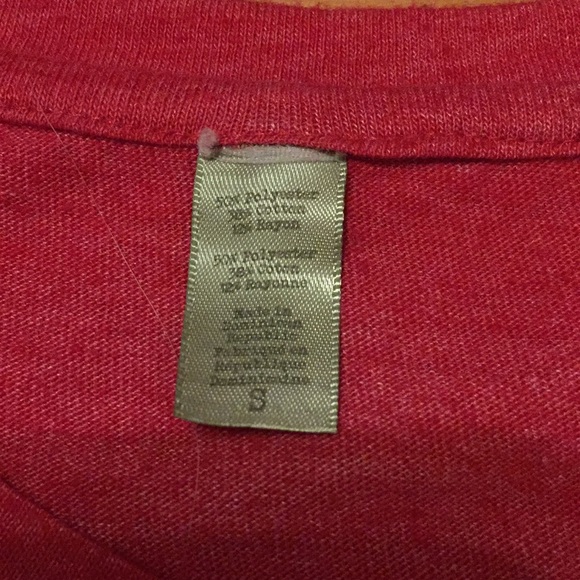 50% Polyester
38% Cotton
12% Rayon
50% Polyester
38% Coton
12% Rayonne
Made in
Dominican
Republic
Fabriqué en
République
Dominicaine
S